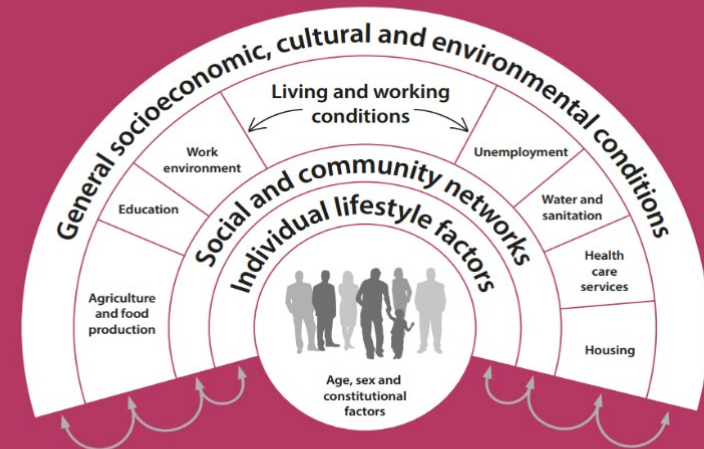 General socioeconomic, cultural and environmental conditions
Living and working
conditions
Agriculture
and food
production
Education
Work
environment
Unemployment
Water and
sanitation
Health
care
services
Housing
Social and community networks
Individual lifestyle factors
Age, sex and
constitutional
factors